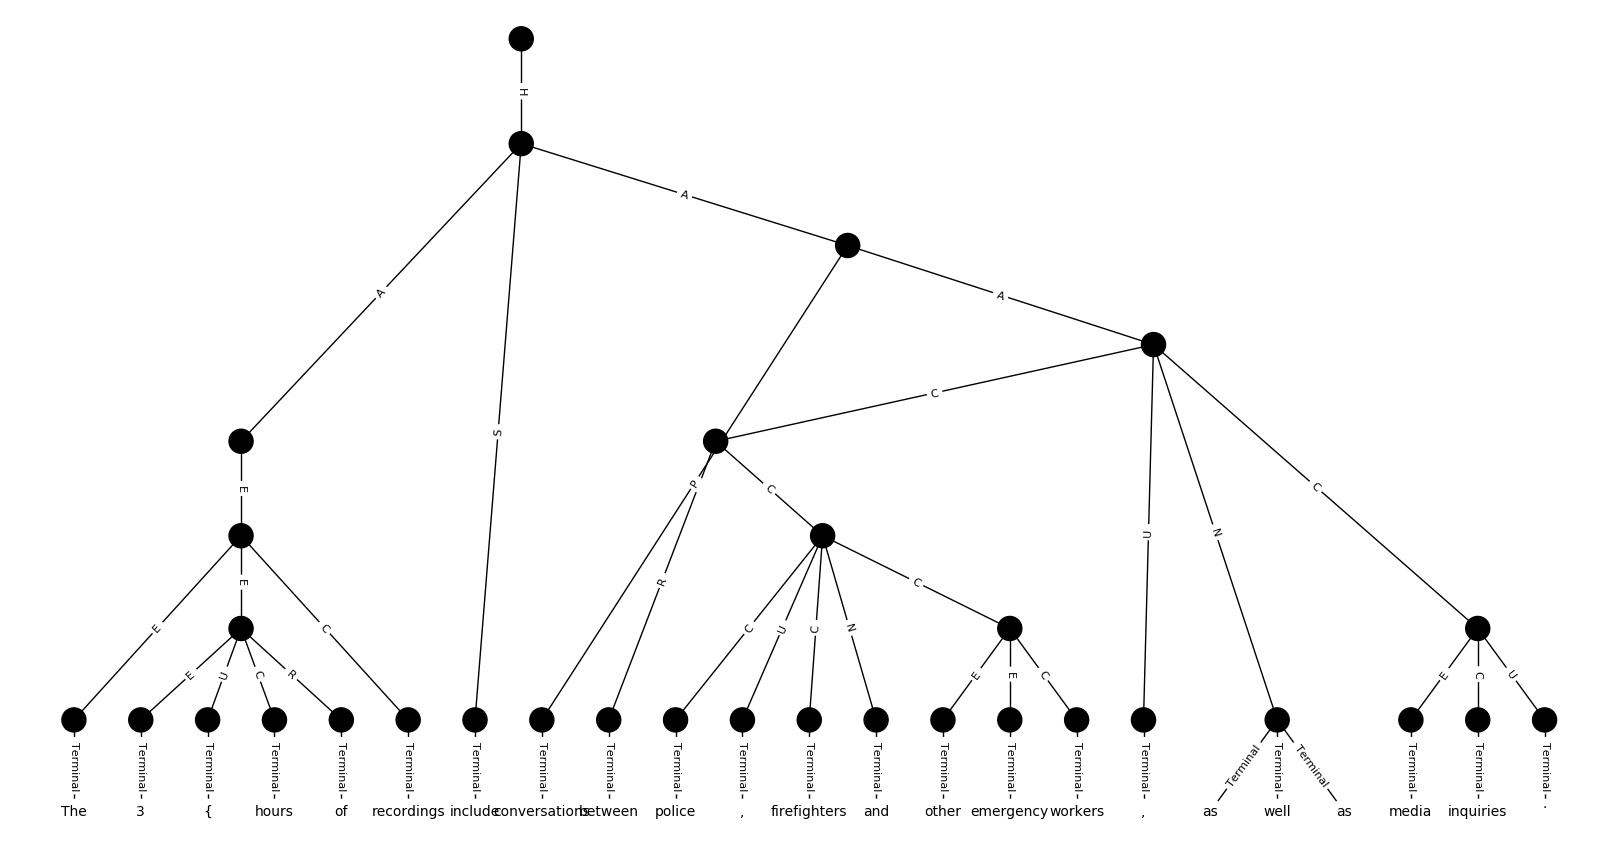 H
A
A
A
C
S
P
C
C
E
C
U
N
E
R
C
E
C
C
U
C
N
E
U
C
R
E
E
C
E
C
U
Terminal Terminal Terminal Terminal Terminal Terminal Terminal Terminal Terminal Terminal Terminal Terminal Terminal Terminal Terminal Terminal Terminal Terminal Terminal Terminal Terminal Terminal Terminal
The 3 { hours of recordings include conversations between police , firefighters and other emergency workers , as well as media inquiries .